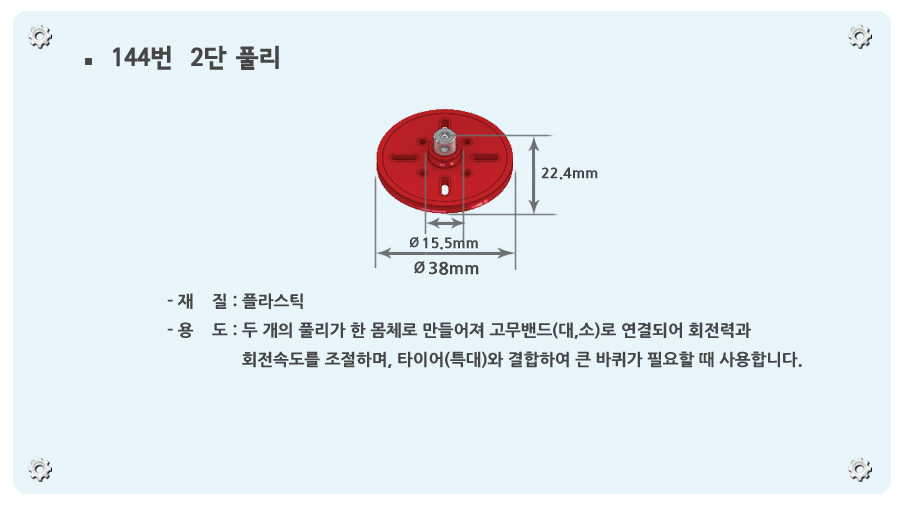 ▪ 144번 2단 풀리
22.4mm
Ø 15.5mm
Ø 38mm
- 재 질 : 플라스틱
- 용 도 : 두 개의 풀리가 한 몸체로 만들어져 고무밴드(대,소)로 연결되어 회전력과
회전속도를 조절하며, 타이어(특대)와 결합하여 큰 바퀴가 필요할 때 사용합니다.